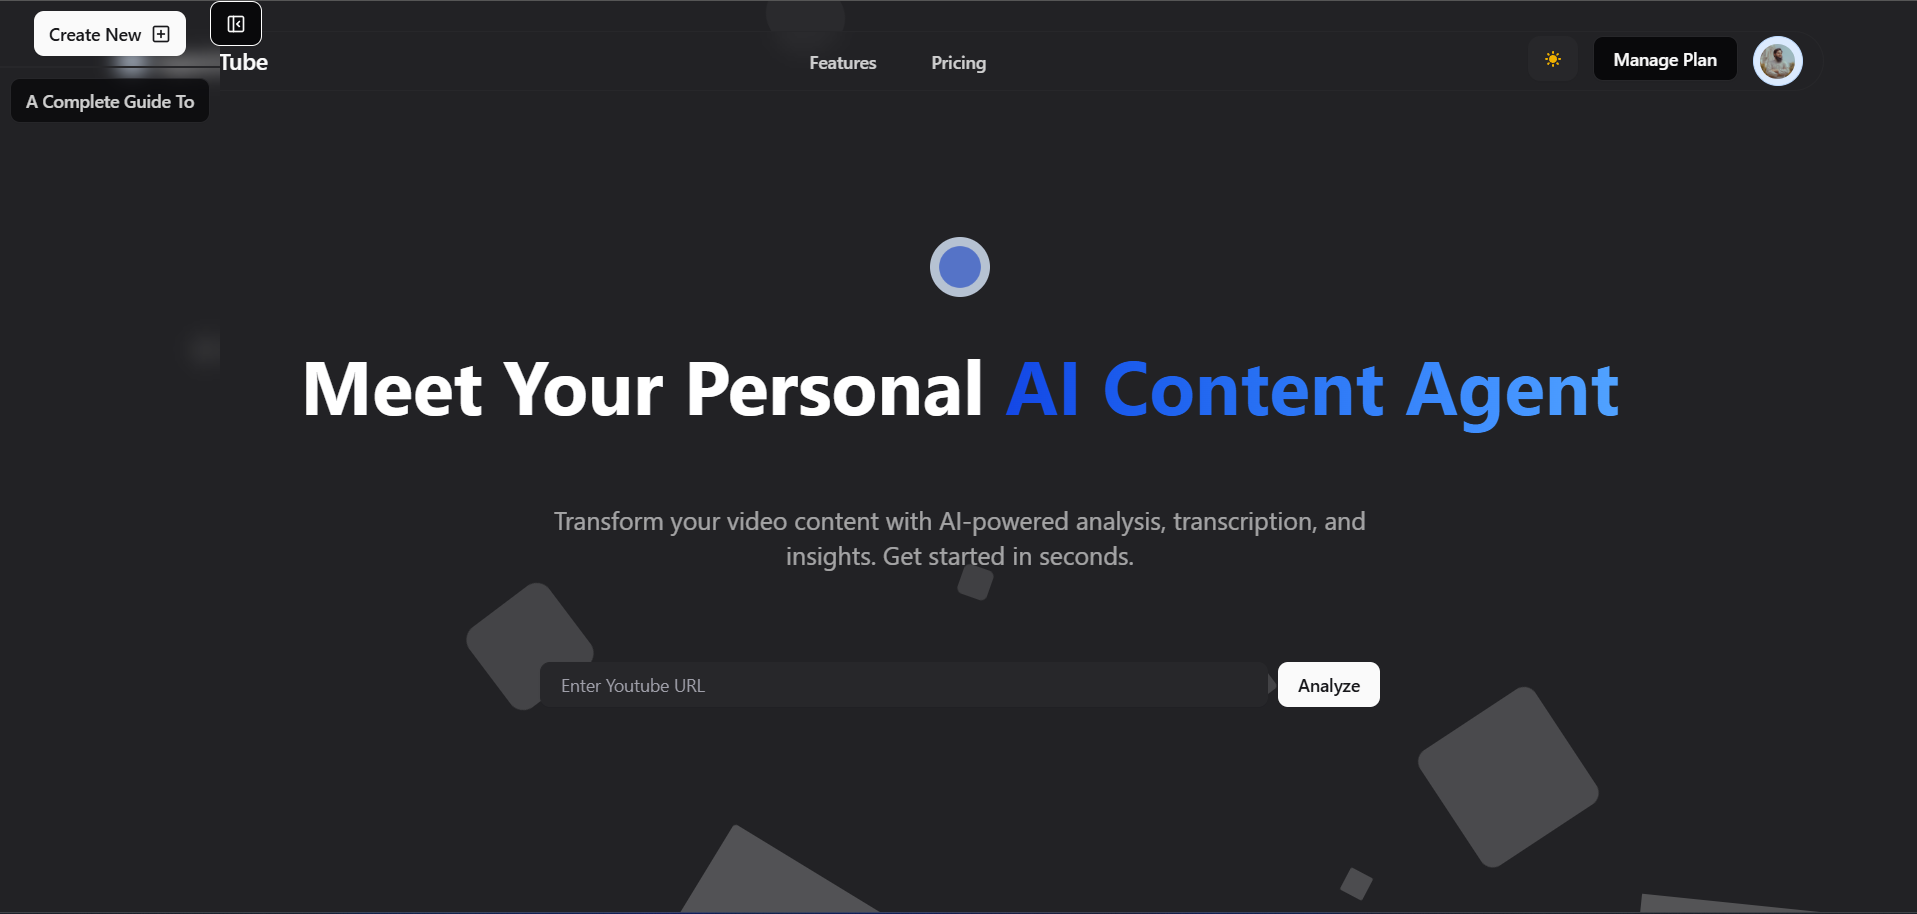 Create New
Tube
Features
Pricing
Manage Plan
A Complete Guide To
Meet Your Personal AI Content Agent
Transform your video content with AI-powered analysis, transcription, and
insights. Get started in seconds.
Enter Youtube URL
Analyze